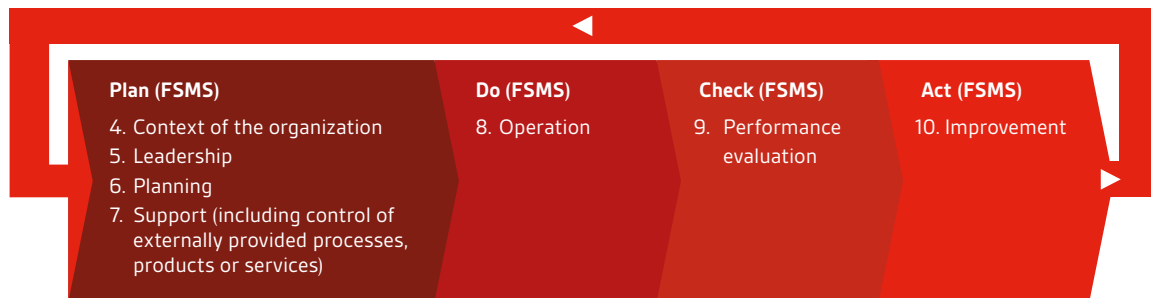 Plan (FSMS)
4. Context of the organization
5. Leadership
6. Planning
7. Support (including control of
externally provided processes,
products or services)
Do (FSMS)
8. Operation
Check (FSMS)
9. Performance
evaluation
Act (FSMS)
10. Improvement